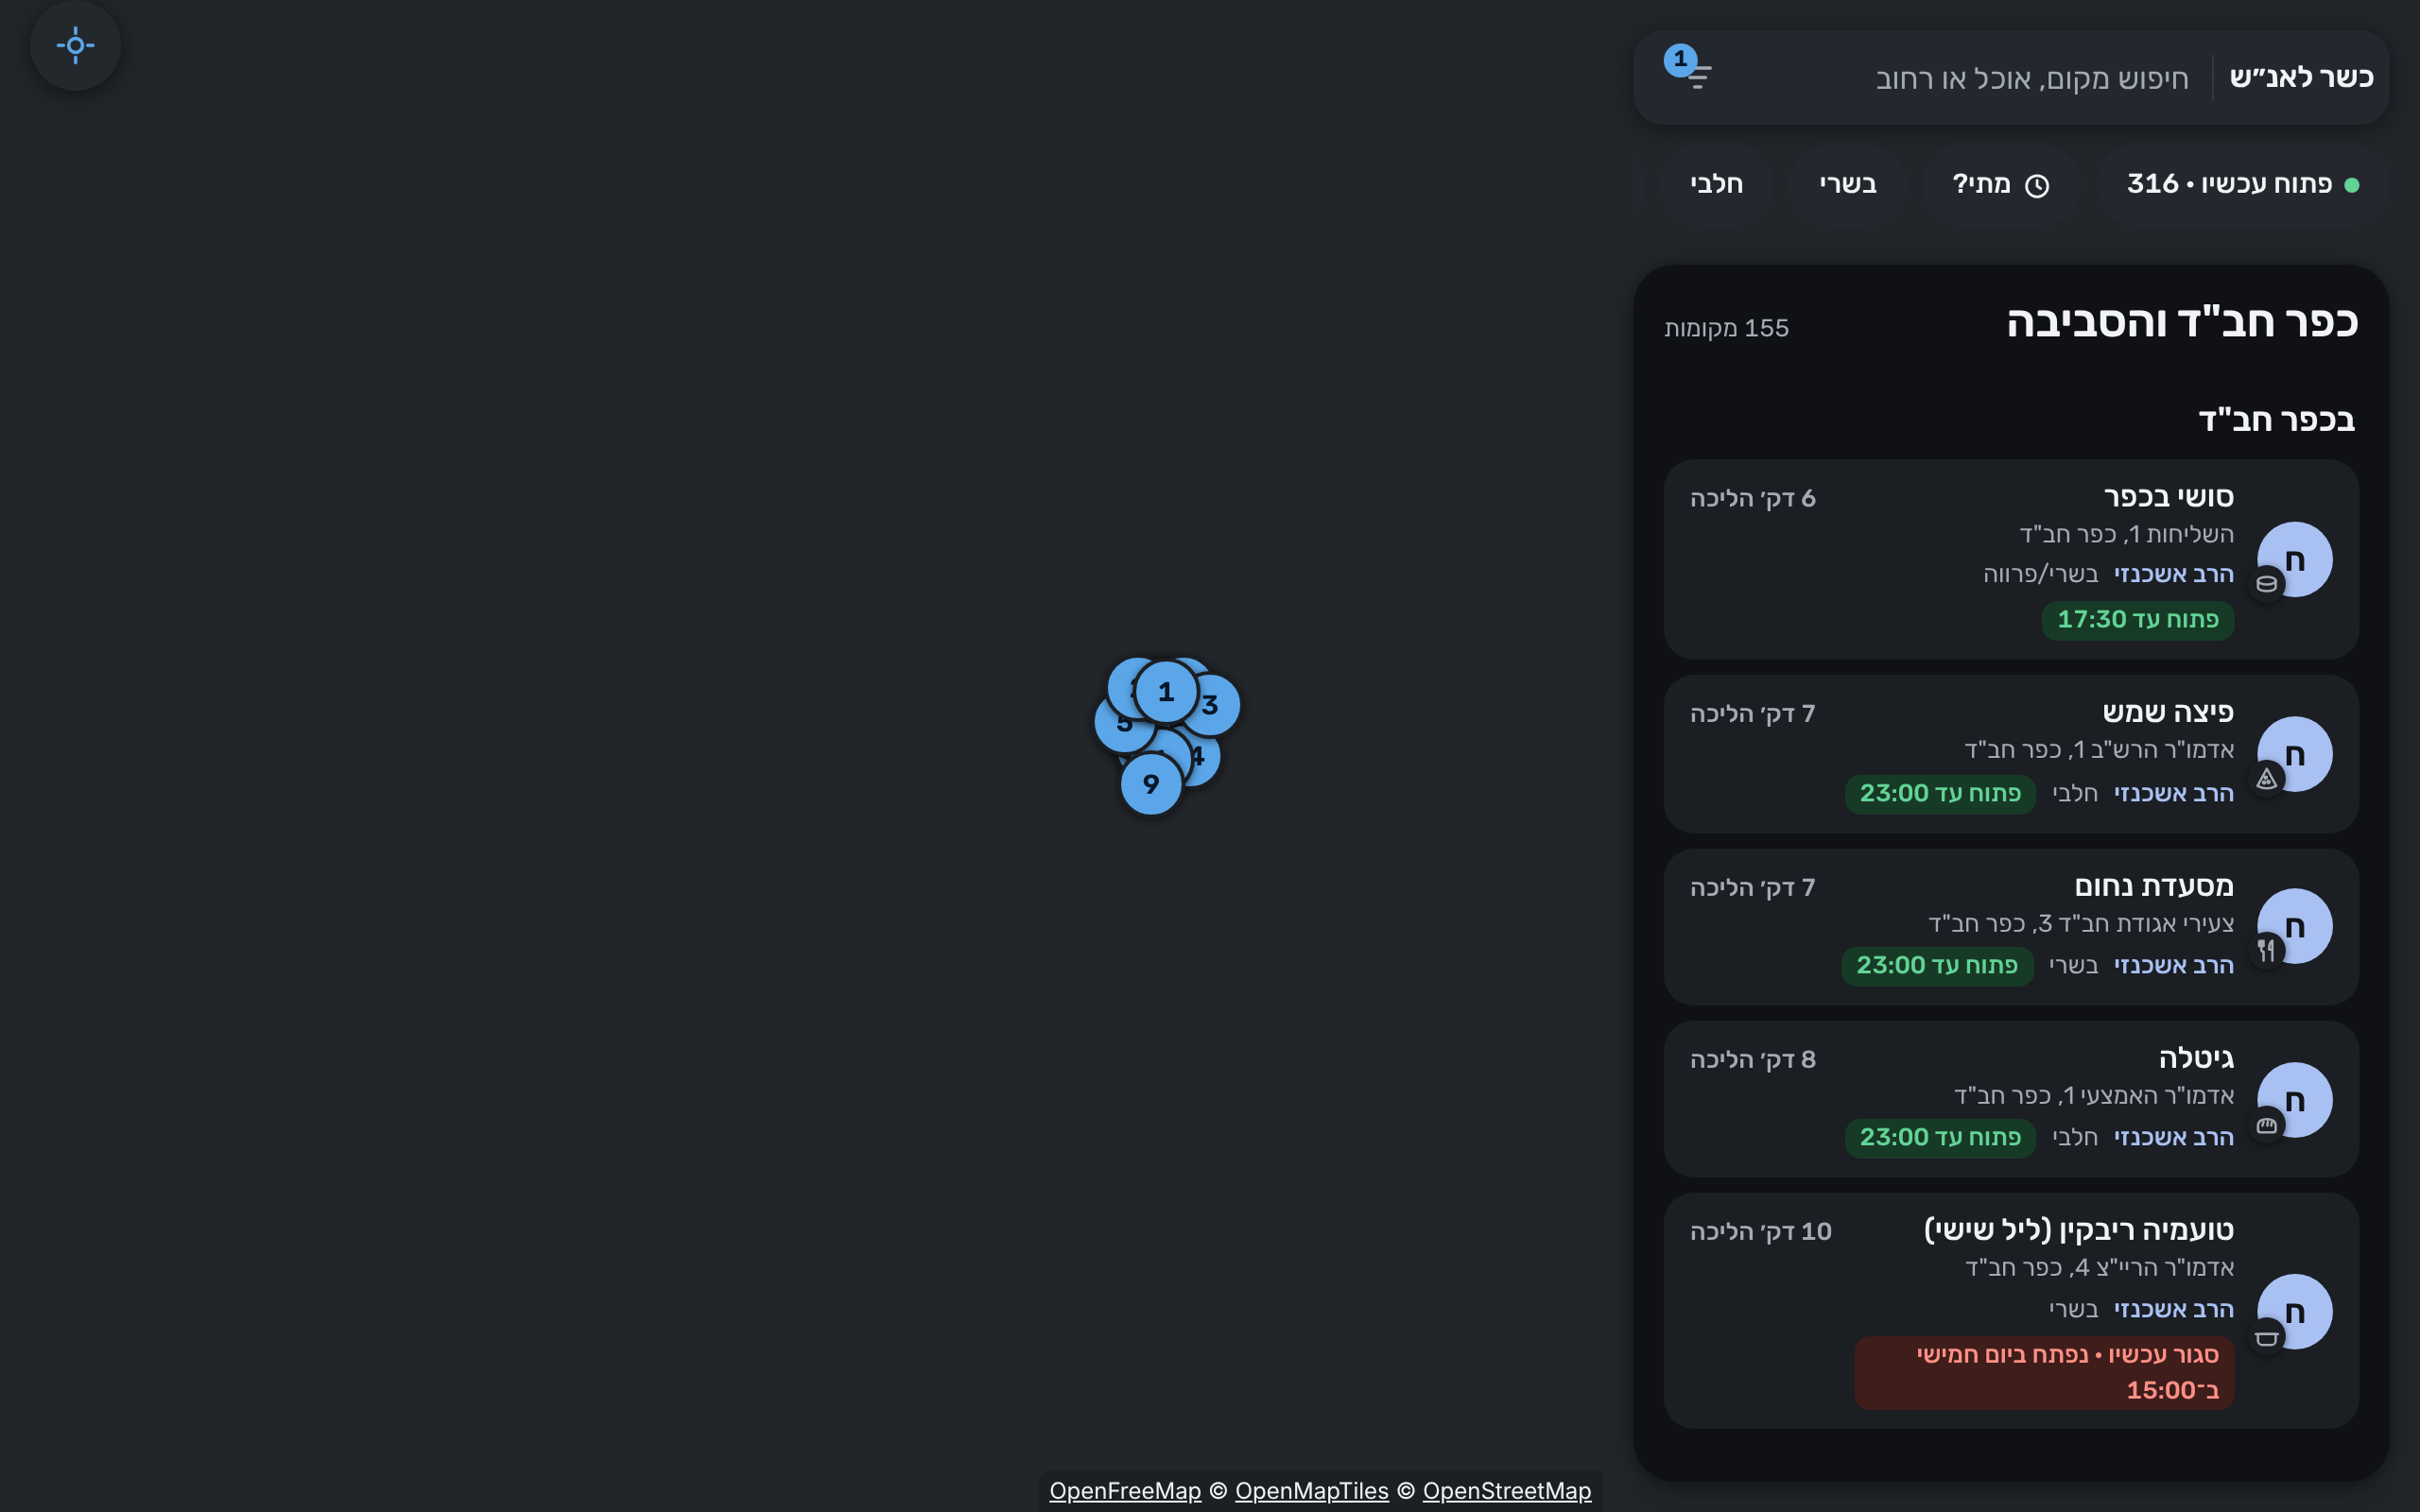 כשר לאנ״ש
חיפוש מקום, אוכל או רחוב
1
פתוח עכשיו • 316
מתי?
בשרי
חלבי
כפר חב"ד והסביבה
155 מקומות
בכפר חב"ד
סושי בכפר
6 דק׳ הליכה
השליחות 1, כפר חב"ד
ח
הרב אשכנזי בשרי/פרווה
פתוח עד 17:30
פיצה שמש
7 דק׳ הליכה
אדמו"ר הרש"ב 1, כפר חב"ד
ח
הרב אשכנזי חלבי פתוח עד 23:00
מסעדת נחום
7 דק׳ הליכה
צעירי אגודת חב"ד 3, כפר חב"ד
ח
הרב אשכנזי בשרי פתוח עד 23:00
גיטלה
8 דק׳ הליכה
אדמו"ר האמצעי 1, כפר חב"ד
ח
הרב אשכנזי חלבי פתוח עד 23:00
טועמיה ריבקין (ליל שישי)
10 דק׳ הליכה
אדמו"ר הריי"צ 4, כפר חב"ד
ח
הרב אשכנזי בשרי
סגור עכשיו • נפתח ביום חמישי
ב־15:00
1
3
5
4
9
OpenFreeMap © OpenMapTiles © OpenStreetMap